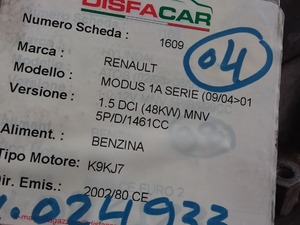 DISFACAR
Numero Scheda : 1609
04
Marca : RENAULT
Modello : MODUS 1A SERIE (09/04>01
Versione : 1.5 DCI (48KW) MNV
5P/D/1461CC
Aliment. : BENZINA
Tipo Motore: K9KJ7
Dir. Emis.: 2002/80 CE
024933